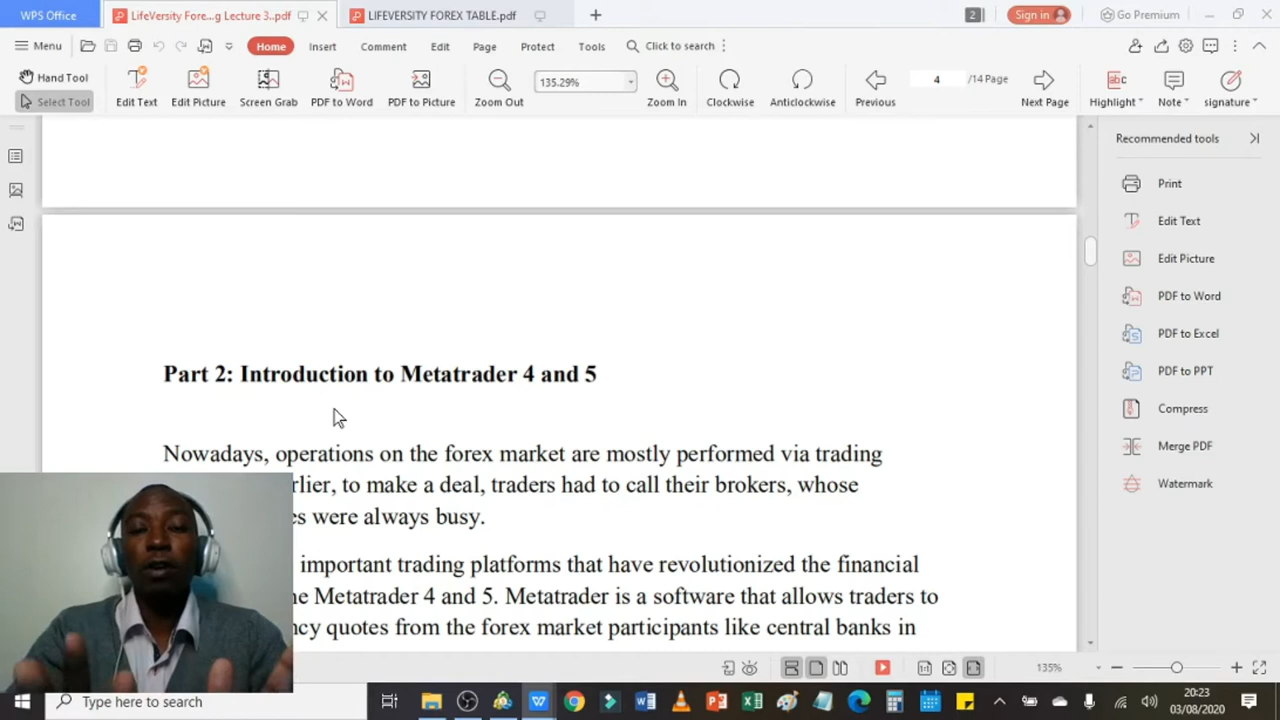 WPS Office
LifeVersity Fore...g Lecture 3..pdf
LIFEVERSITY FOREX TABLE.pdf
2
Sign in
Go Premium
Menu
Home
Insert
Comment
Edit
Page
Protect
Tools
Click to search
Hand Tool
Select Tool
Edit Text
Edit Picture
Screen Grab
PDF to Word
PDF to Picture
Zoom Out
135.29%
Zoom In
Clockwise
Anticlockwise
Previous
4
/14 Page
Next Page
Highlight
Note
signature
Recommended tools
Print
Edit Text
Edit Picture
PDF to Word
PDF to Excel
PDF to PPT
Compress
Merge PDF
Watermark
Part 2: Introduction to Metatrader 4 and 5
Nowadays, operations on the forex market are mostly performed via trading
rlier, to make a deal, traders had to call their brokers, whose
es were always busy.
important trading platforms that have revolutionized the financial
ne Metatrader 4 and 5. Metatrader is a software that allows traders to
ncy quotes from the forex market participants like central banks in
135%
Type here to search
20:23
03/08/2020